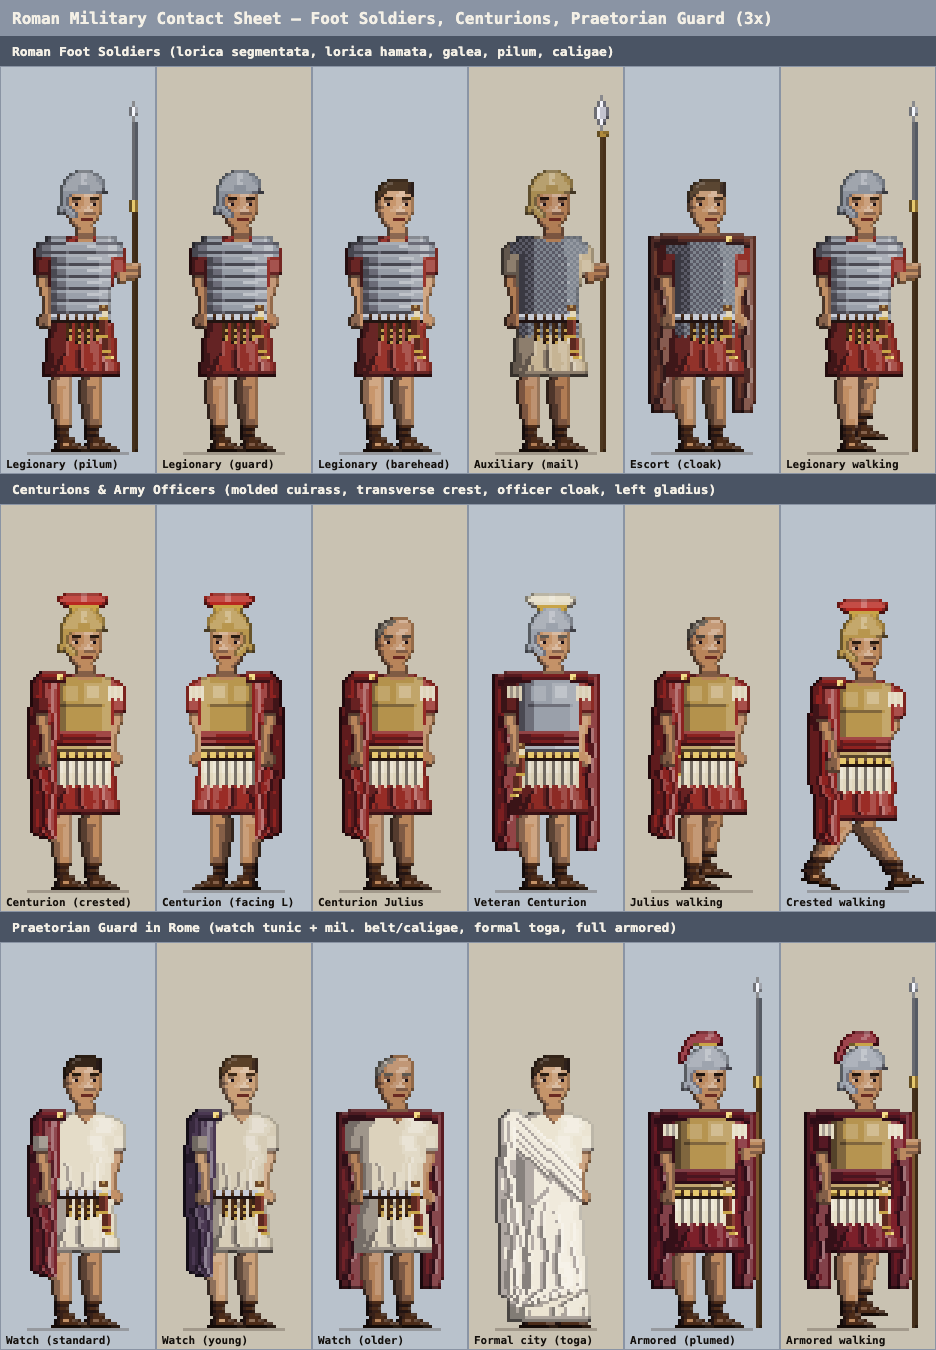 Roman Military Contact Sheet — Foot Soldiers, Centurions, Praetorian Guard (3x)
Roman Foot Soldiers (lorica segmentata, lorica hamata, galea, pilum, caligae)
Legionary (pilum)
Legionary (guard)
Legionary (barehead)
Auxiliary (mail)
Escort (cloak)
Legionary walking
Centurions & Army Officers (molded cuirass, transverse crest, officer cloak, left gladius)
Centurion (crested)
Centurion (facing L)
Centurion Julius
Veteran Centurion
Julius walking
Crested walking
Praetorian Guard in Rome (watch tunic + mil. belt/caligae, formal toga, full armored)
Watch (standard)
Watch (young)
Watch (older)
Formal city (toga)
Armored (plumed)
Armored walking